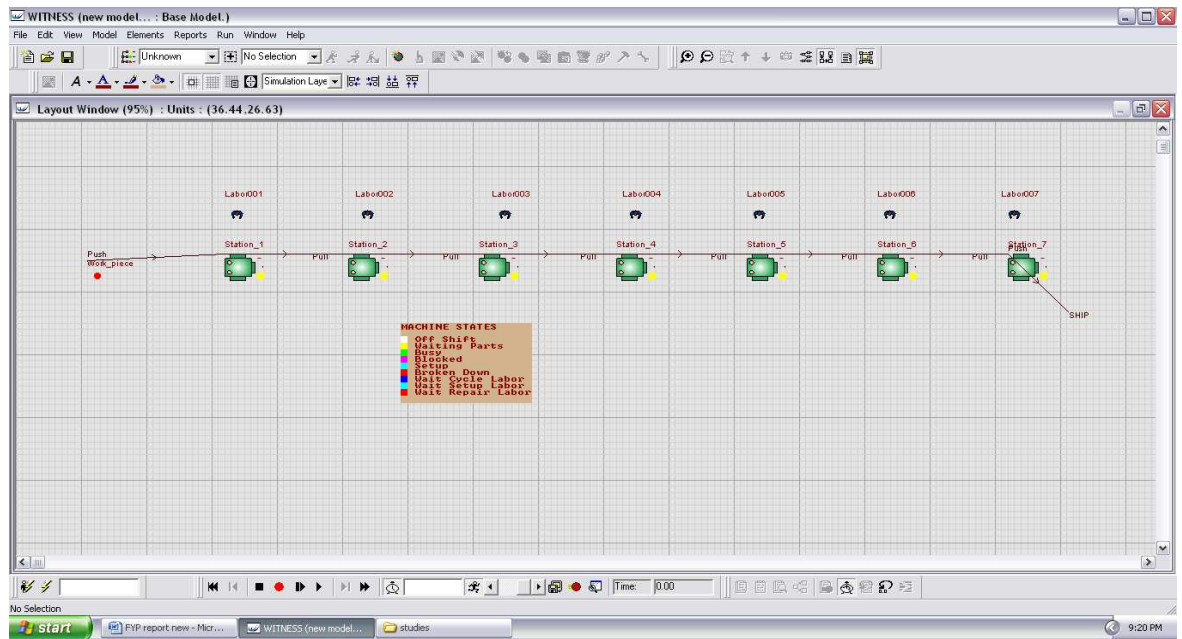 WITNESS (new model... : Base Model.)
File Edit View Model Elements Reports Run Window Help
Unknown No Selection
A Simulation Laye
Layout Window (95%) : Units : (36.44,26.63)
Labor001 Labor002 Labor003 Labor004 Labor005 Labor006 Labor007
Station_1 Station_2 Station_3 Station_4 Station_5 Station_6 Station_7
Push Pull Pull Pull Pull Pull Pull Push
Work_piece
SHIP
MACHINE STATES
Off Shift
Waiting Parts
Busy
Blocked
Setup
Broken Down
Wait Cycle Labor
Wait Setup Labor
Wait Repair Labor
Time: 0.00
No Selection
start FYP report new - Micr... WITNESS (new model... studies 9:20 PM